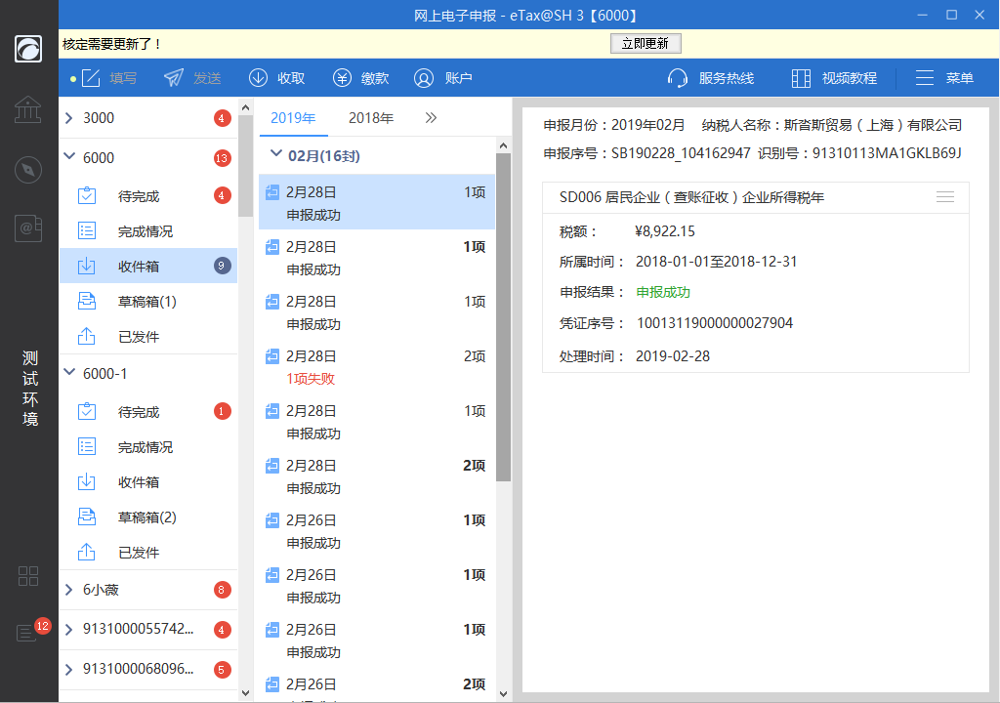 网上电子申报 - eTax@SH 3【6000】
核定需要更新了！ 立即更新
填写 发送 收取 缴款 账户 服务热线 视频教程 菜单
测试环境
12
3000 4
6000 13
待完成 4
完成情况
收件箱 9
草稿箱(1)
已发件
6000-1
待完成 1
完成情况
收件箱
草稿箱(2)
已发件
6小薇 8
9131000055742... 4
9131000068096... 5
2019年 2018年
02月(16封)
2月28日 1项
申报成功
2月28日 1项
申报成功
2月28日 1项
申报成功
2月28日 2项
1项失败
2月28日 1项
申报成功
2月28日 2项
申报成功
2月26日 1项
申报成功
2月26日 1项
申报成功
2月26日 1项
申报成功
2月26日 2项
申报月份：2019年02月 纳税人名称：斯沓斯贸易（上海）有限公司
申报序号：SB190228_104162947 识别号：91310113MA1GKLB69J
SD006 居民企业（查账征收）企业所得税年
税额： ¥8,922.15
所属时间： 2018-01-01至2018-12-31
申报结果： 申报成功
凭证序号： 10013119000000027904
处理时间： 2019-02-28